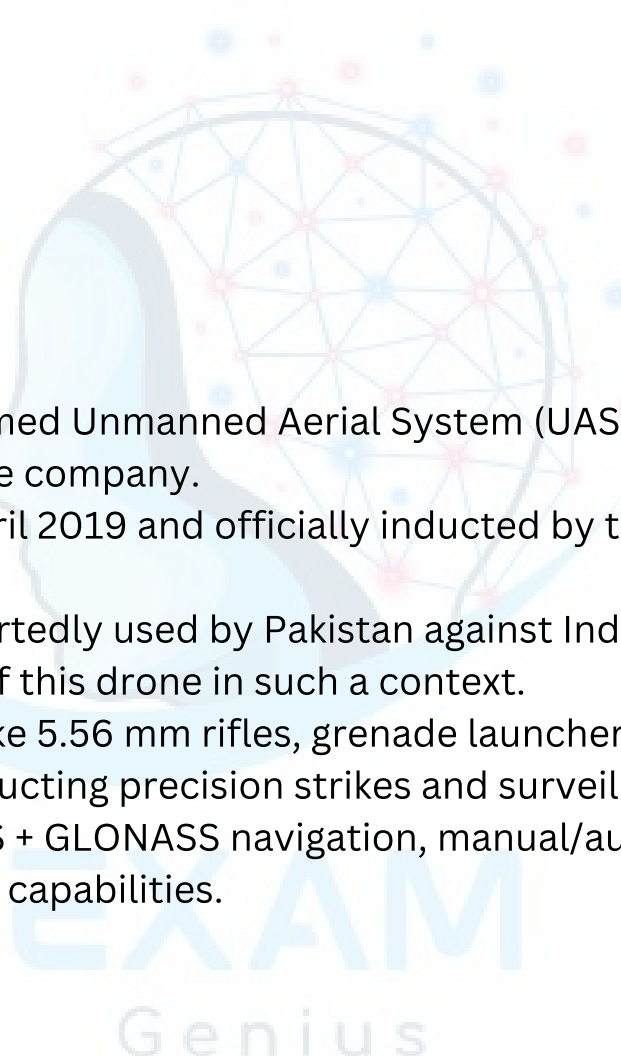 med Unmanned Aerial System (UAS
e company.
ril 2019 and officially inducted by t
rtedly used by Pakistan against Ind
f this drone in such a context.
ke 5.56 mm rifles, grenade launcher
ucting precision strikes and surveil
S + GLONASS navigation, manual/au
capabilities.
EXAM
Genius